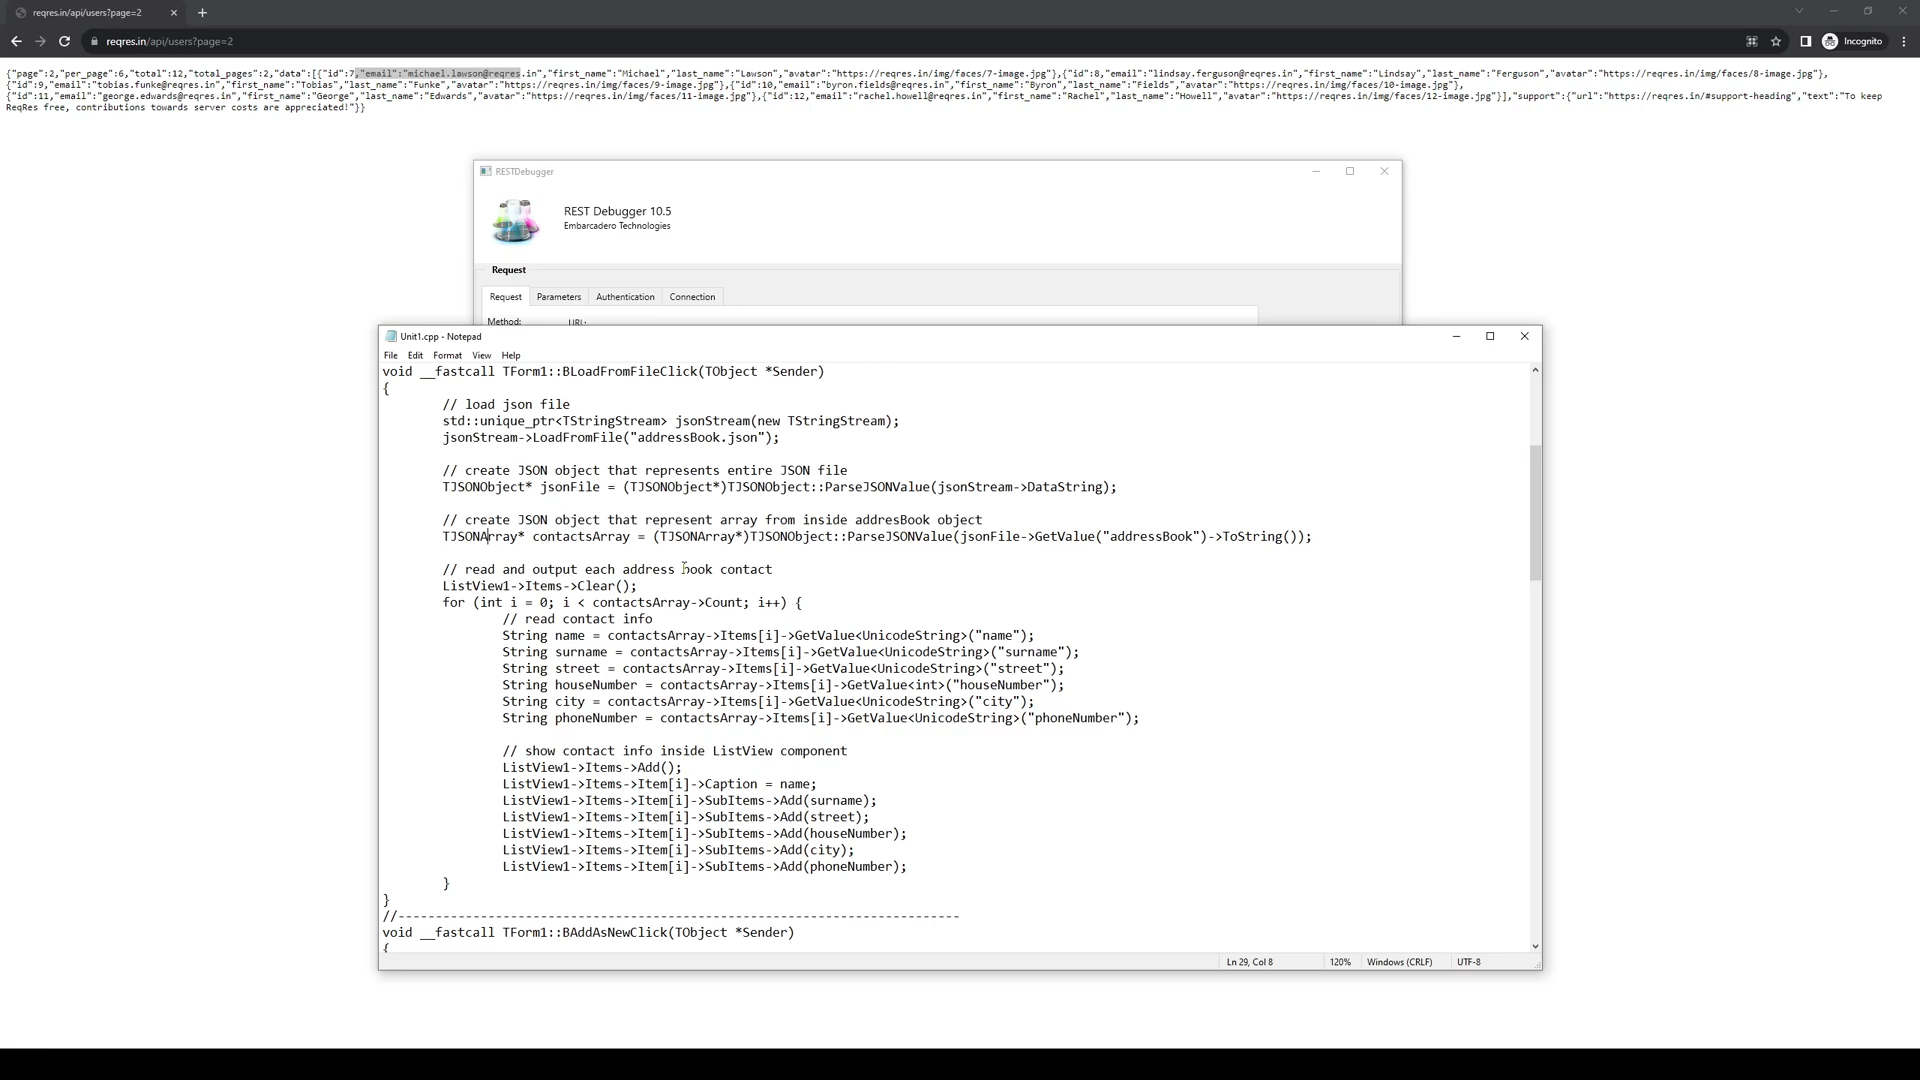 reqres.in/api/users?page=2
reqres.in/api/users?page=2
Incognito
{"page":2,"per_page":6,"total":12,"total_pages":2,"data":[{"id":7,"email":"michael.lawson@reqres.in","first_name":"Michael","last_name":"Lawson","avatar":"https://reqres.in/img/faces/7-image.jpg"},{"id":8,"email":"lindsay.ferguson@reqres.in","first_name":"Lindsay","last_name":"Ferguson","avatar":"https://reqres.in/img/faces/8-image.jpg"},
{"id":9,"email":"tobias.funke@reqres.in","first_name":"Tobias","last_name":"Funke","avatar":"https://reqres.in/img/faces/9-image.jpg"},{"id":10,"email":"byron.fields@reqres.in","first_name":"Byron","last_name":"Fields","avatar":"https://reqres.in/img/faces/10-image.jpg"},
{"id":11,"email":"george.edwards@reqres.in","first_name":"George","last_name":"Edwards","avatar":"https://reqres.in/img/faces/11-image.jpg"},{"id":12,"email":"rachel.howell@reqres.in","first_name":"Rachel","last_name":"Howell","avatar":"https://reqres.in/img/faces/12-image.jpg"}],"support":{"url":"https://reqres.in/#support-heading","text":"To keep
ReqRes free, contributions towards server costs are appreciated!"}}
RESTDebugger
REST Debugger 10.5
Embarcadero Technologies
Request
Request Parameters Authentication Connection
Method: URL:
Unit1.cpp - Notepad
File Edit Format View Help
void __fastcall TForm1::BLoadFromFileClick(TObject *Sender)
{
// load json file
std::unique_ptr<TStringStream> jsonStream(new TStringStream);
jsonStream->LoadFromFile("addressBook.json");
// create JSON object that represents entire JSON file
TJSONObject* jsonFile = (TJSONObject*)TJSONObject::ParseJSONValue(jsonStream->DataString);
// create JSON object that represent array from inside addresBook object
TJSONArray* contactsArray = (TJSONArray*)TJSONObject::ParseJSONValue(jsonFile->GetValue("addressBook")->ToString());
// read and output each address book contact
ListView1->Items->Clear();
for (int i = 0; i < contactsArray->Count; i++) {
// read contact info
String name = contactsArray->Items[i]->GetValue<UnicodeString>("name");
String surname = contactsArray->Items[i]->GetValue<UnicodeString>("surname");
String street = contactsArray->Items[i]->GetValue<UnicodeString>("street");
String houseNumber = contactsArray->Items[i]->GetValue<int>("houseNumber");
String city = contactsArray->Items[i]->GetValue<UnicodeString>("city");
String phoneNumber = contactsArray->Items[i]->GetValue<UnicodeString>("phoneNumber");
// show contact info inside ListView component
ListView1->Items->Add();
ListView1->Items->Item[i]->Caption = name;
ListView1->Items->Item[i]->SubItems->Add(surname);
ListView1->Items->Item[i]->SubItems->Add(street);
ListView1->Items->Item[i]->SubItems->Add(houseNumber);
ListView1->Items->Item[i]->SubItems->Add(city);
ListView1->Items->Item[i]->SubItems->Add(phoneNumber);
}
}
//---------------------------------------------------------------------------
void __fastcall TForm1::BAddAsNewClick(TObject *Sender)
{
Ln 29, Col 8 120% Windows (CRLF) UTF-8